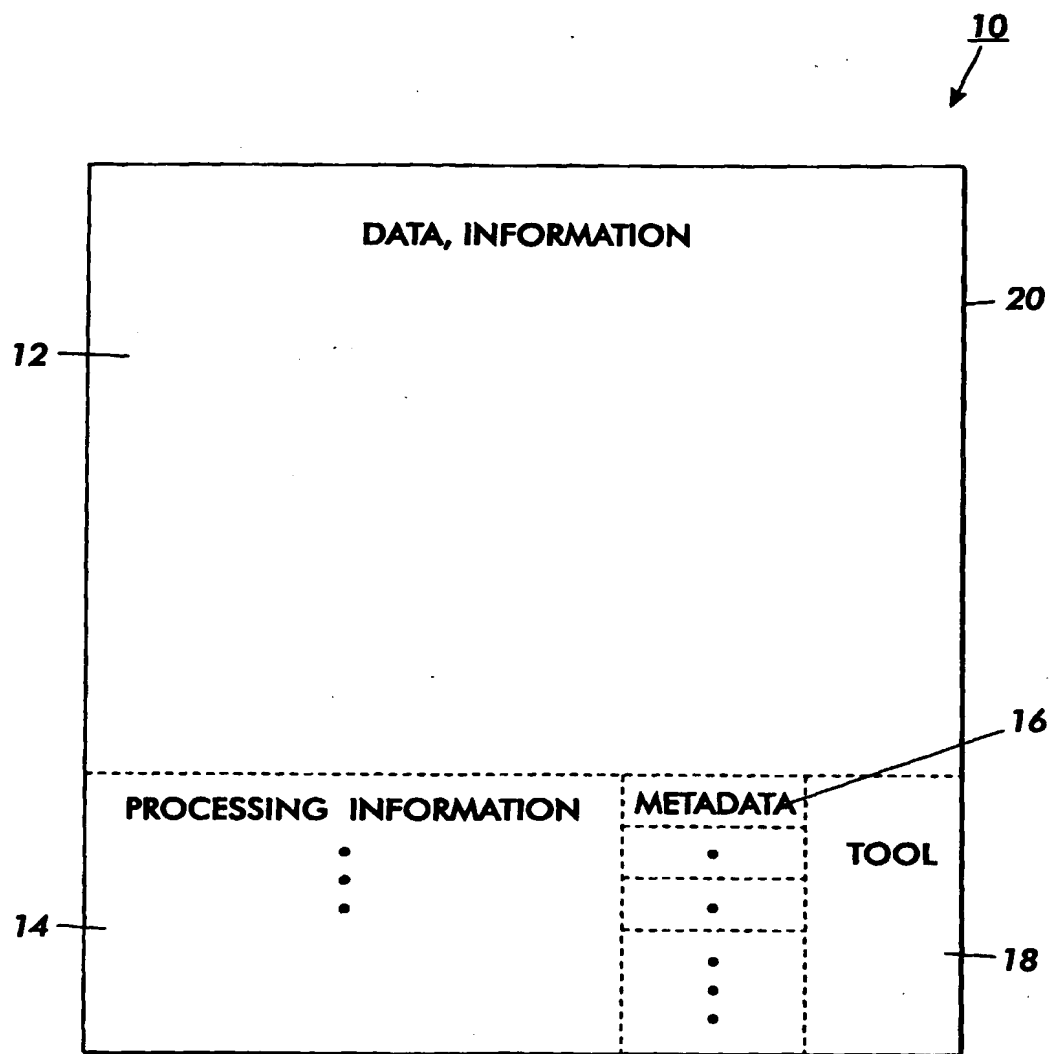 10
DATA, INFORMATION
20
12
16
PROCESSING INFORMATION
METADATA
TOOL
14
18